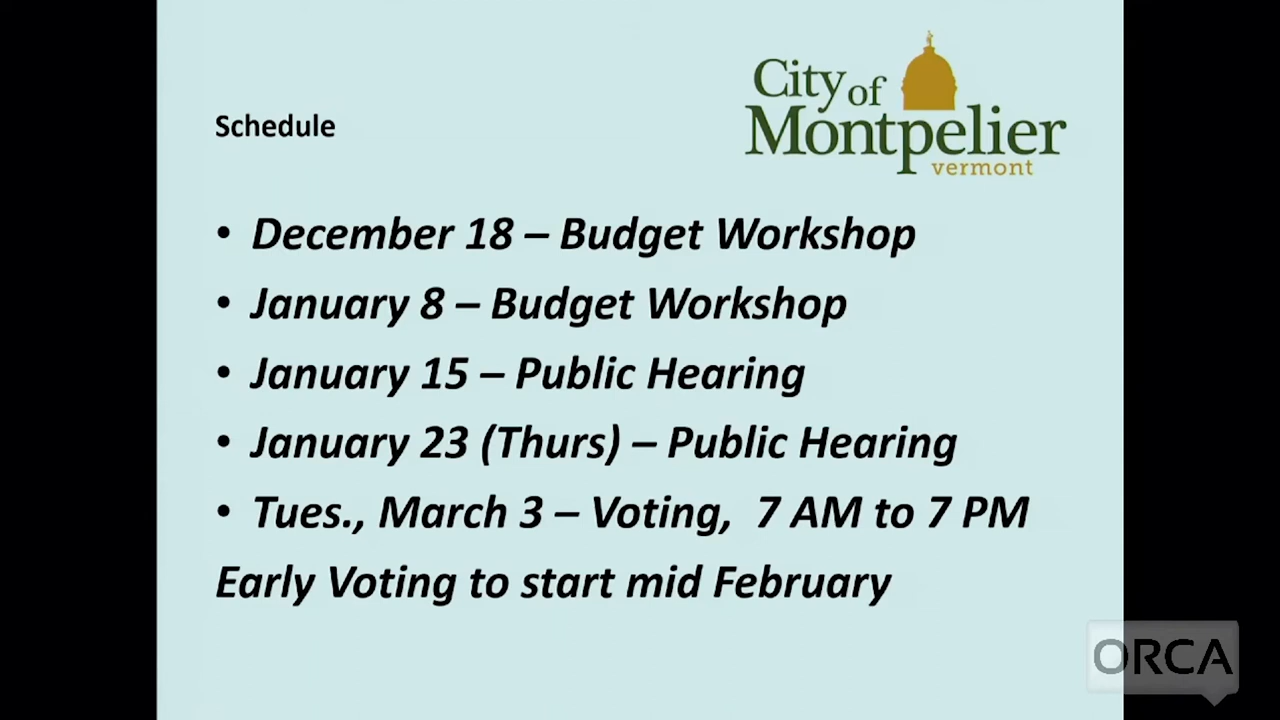 City of
Montpelier
vermont
Schedule
• December 18 – Budget Workshop
• January 8 – Budget Workshop
• January 15 – Public Hearing
• January 23 (Thurs) – Public Hearing
• Tues., March 3 – Voting,  7 AM to 7 PM
Early Voting to start mid February
ORCA